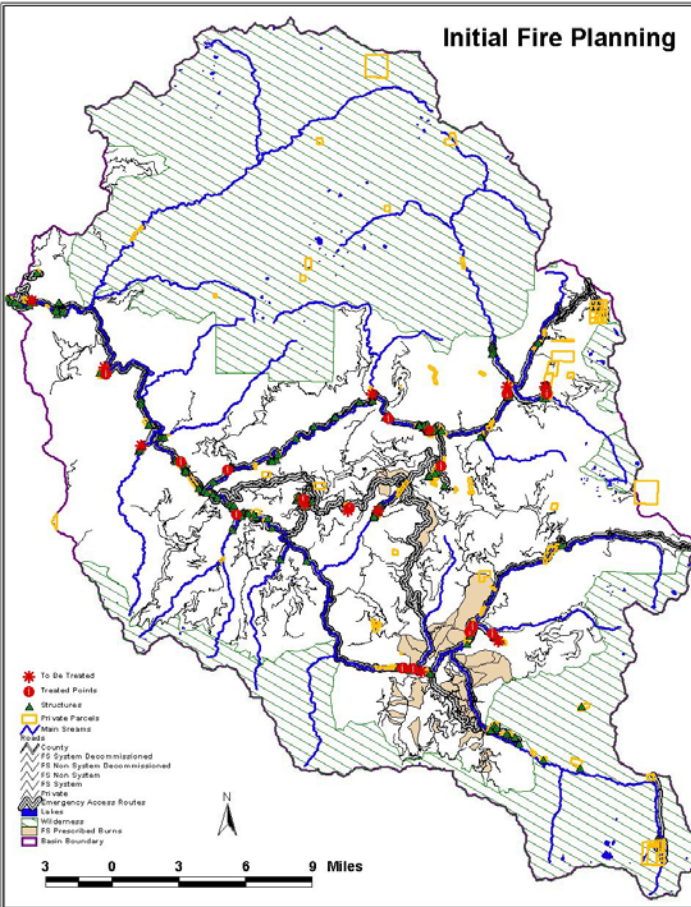 Initial Fire Planning
To Be Treated
Treated Points
Structures
Private Parcels
Main Sreams
Roads
County
FS System Decommissioned
FS Non System Decommissioned
FS Non System
FS System
Private
Emergency Access Routes
Lakes
Wilderness
FS Prescribed Burns
Basin Boundary
N
3 0 3 6 9 Miles